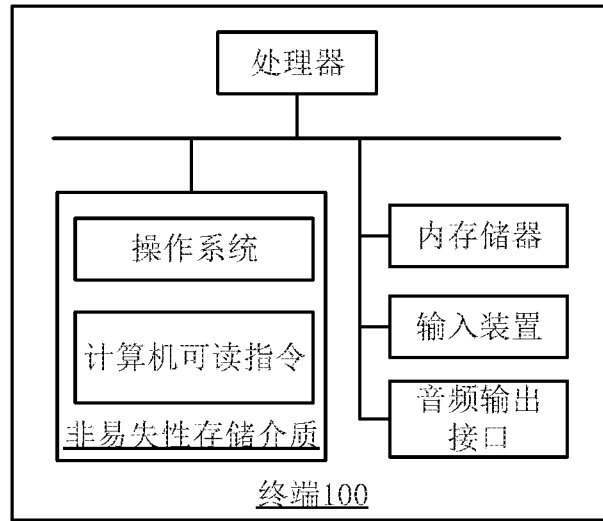 处理器
操作系统
计算机可读指令
非易失性存储介质
内存储器
输入装置
音频输出
接口
终端100